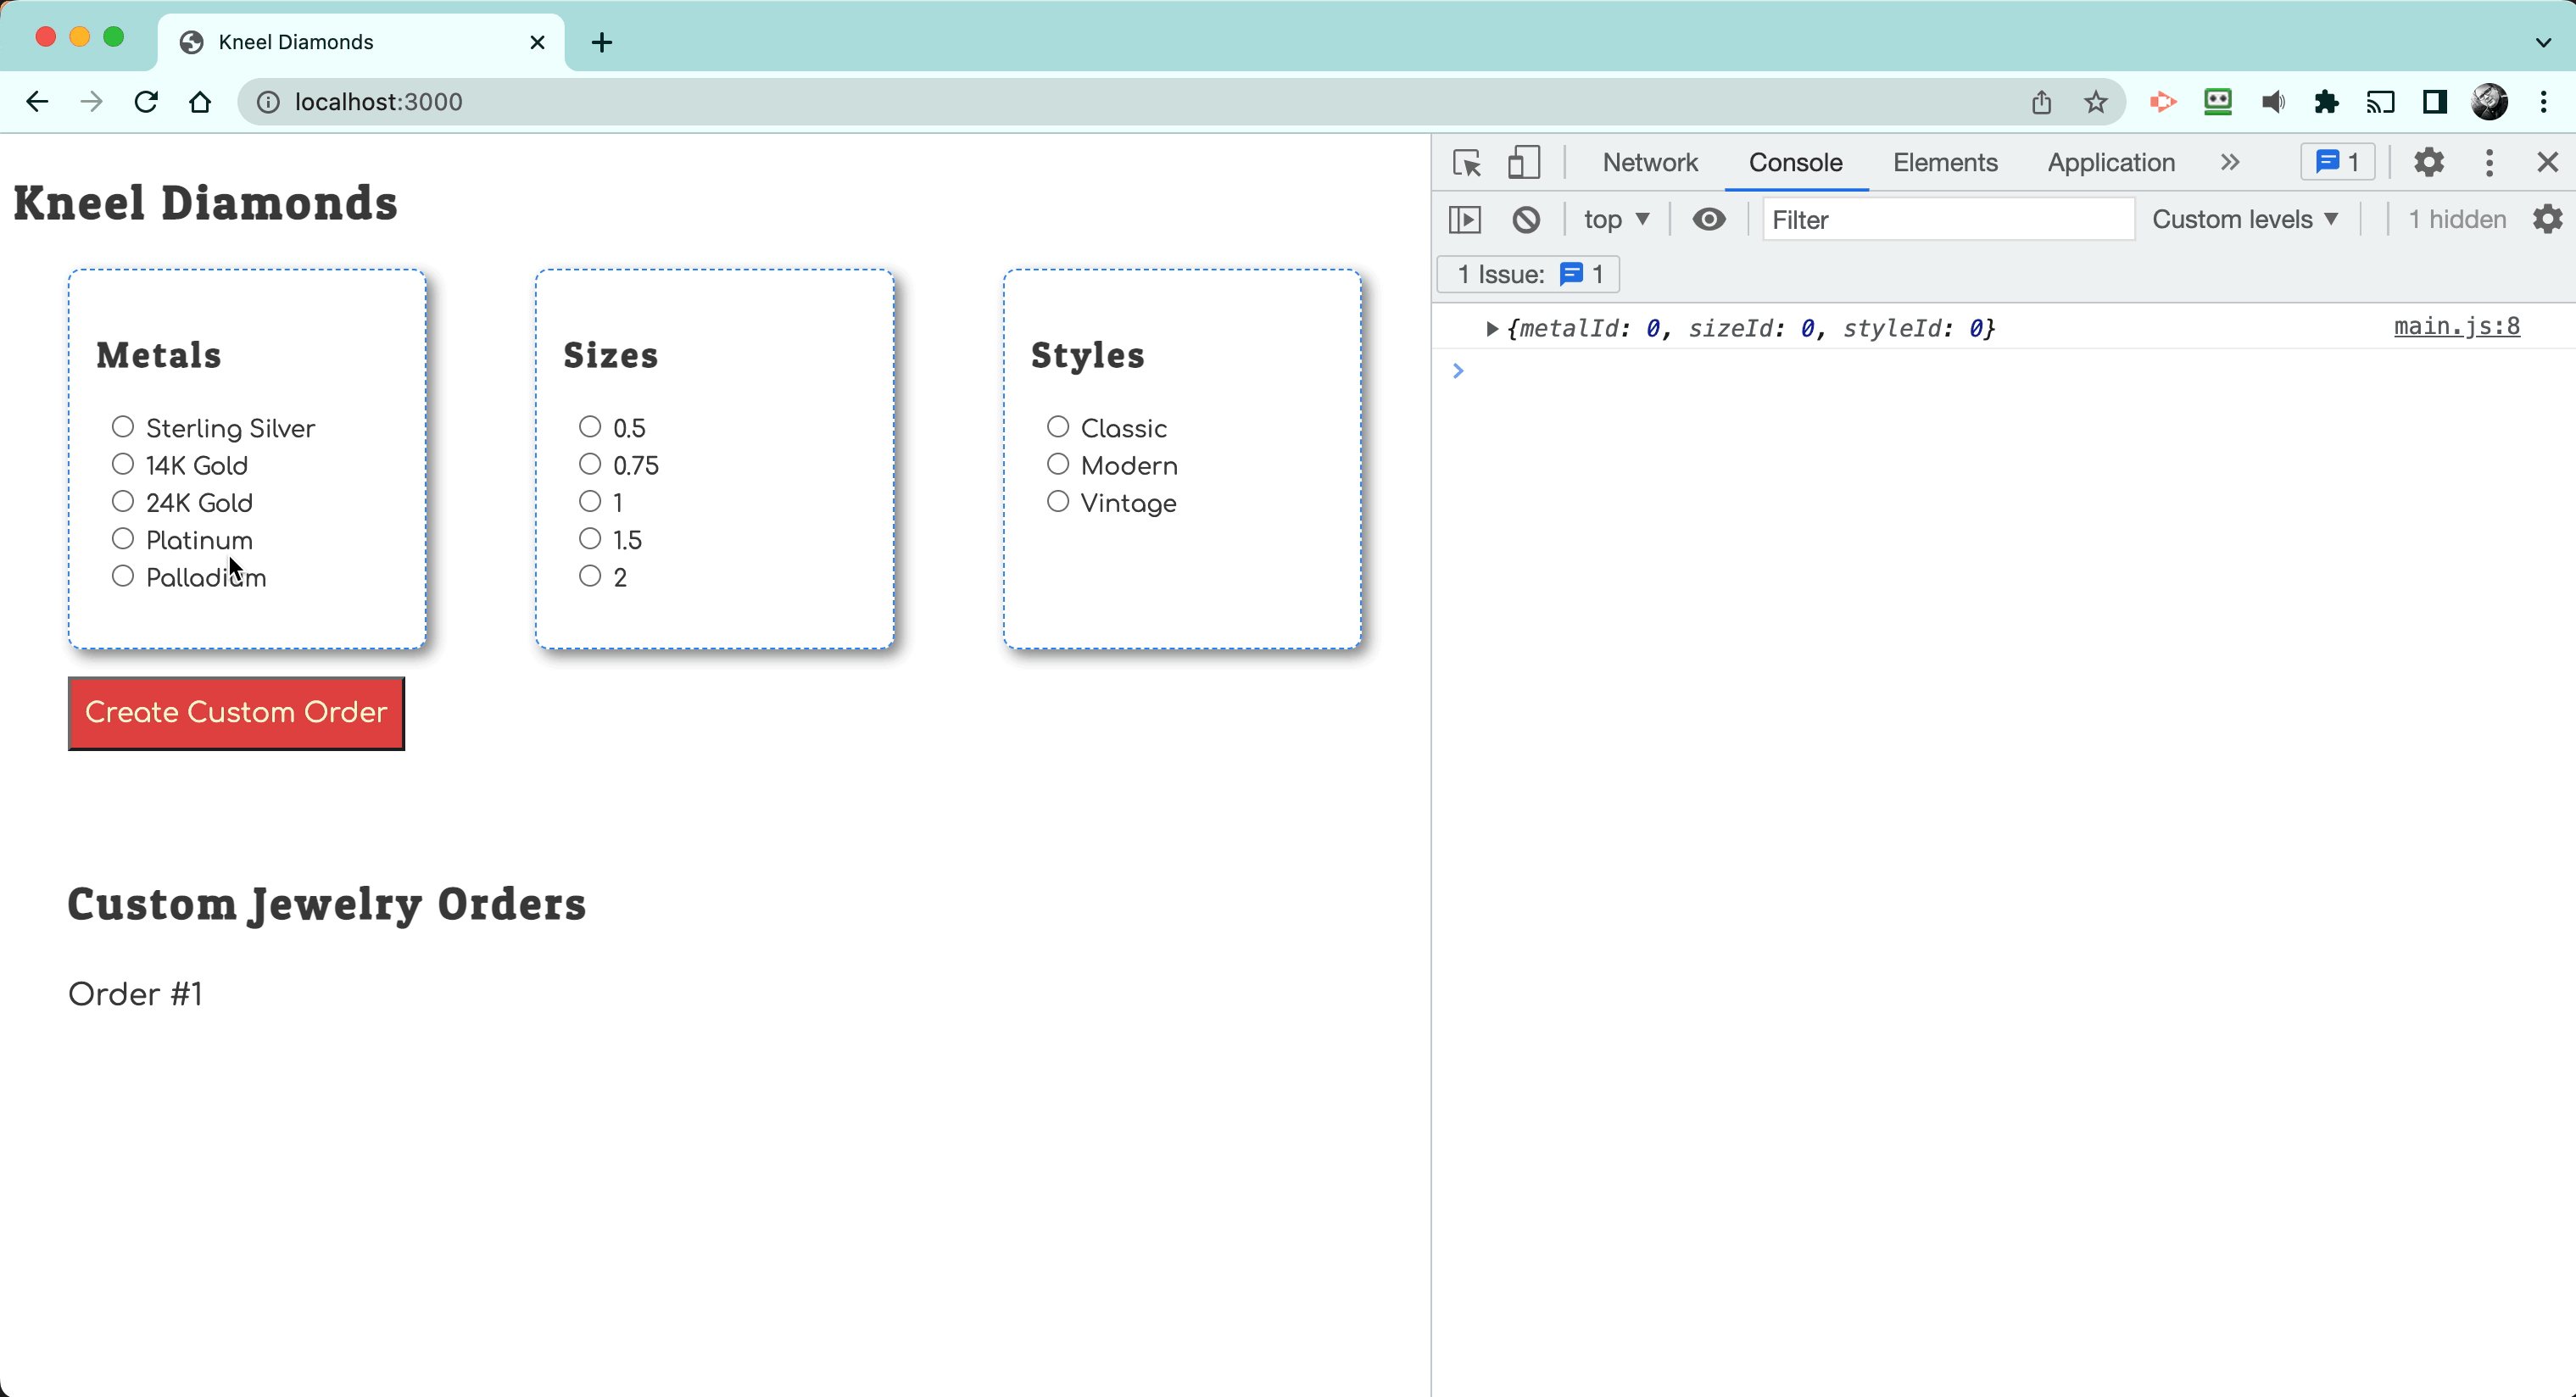 Kneel Diamonds
localhost:3000
Kneel Diamonds
Metals
Sterling Silver
14K Gold
24K Gold
Platinum
Palladium
Sizes
0.5
0.75
1
1.5
2
Styles
Classic
Modern
Vintage
Create Custom Order
Custom Jewelry Orders
Order #1
Network Console Elements Application 1
top Filter Custom levels 1 hidden
1 Issue: 1
{metalId: 0, sizeId: 0, styleId: 0} main.js:8